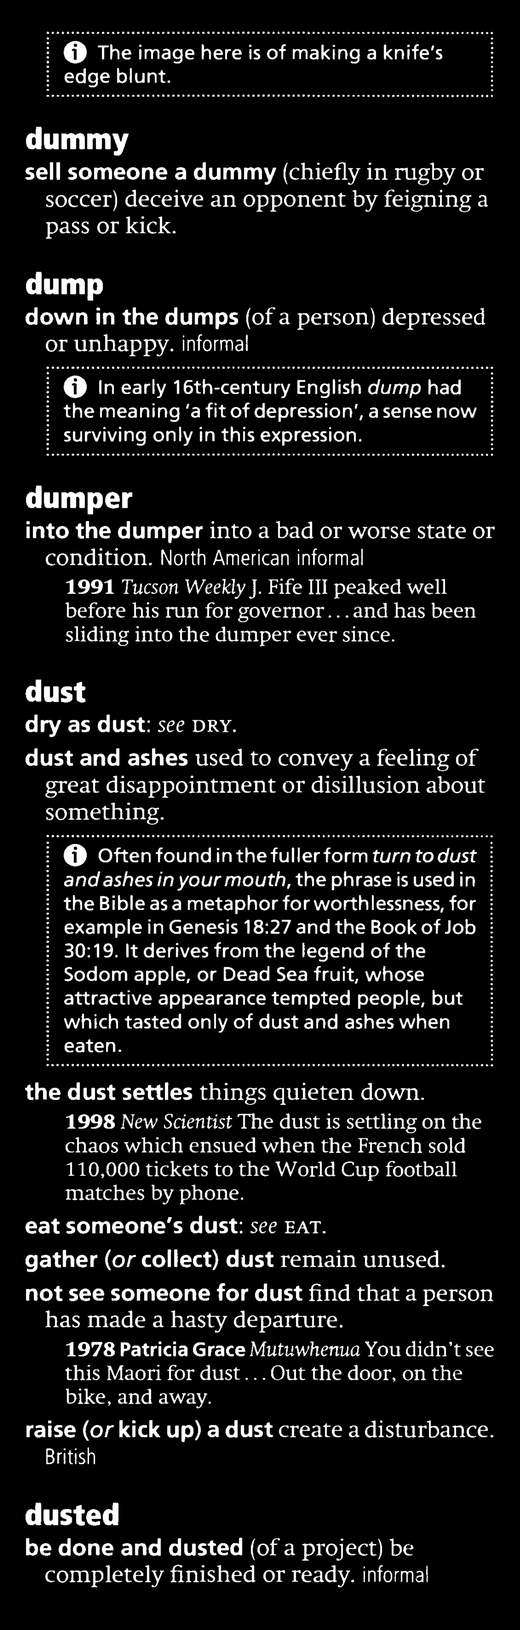 ⓘ The image here is of making a knife's
edge blunt.
dummy
sell someone a dummy (chiefly in rugby or
soccer) deceive an opponent by feigning a
pass or kick.
dump
down in the dumps (of a person) depressed
or unhappy. informal
ⓘ In early 16th-century English dump had
the meaning 'a fit of depression', a sense now
surviving only in this expression.
dumper
into the dumper into a bad or worse state or
condition. North American informal
1991 Tucson Weekly J. Fife III peaked well
before his run for governor...and has been
sliding into the dumper ever since.
dust
dry as dust: see DRY.
dust and ashes used to convey a feeling of
great disappointment or disillusion about
something.
ⓘ Often found in the fuller form turn to dust
and ashes in your mouth, the phrase is used in
the Bible as a metaphor for worthlessness, for
example in Genesis 18:27 and the Book of Job
30:19. It derives from the legend of the
Sodom apple, or Dead Sea fruit, whose
attractive appearance tempted people, but
which tasted only of dust and ashes when
eaten.
the dust settles things quieten down.
1998 New Scientist The dust is settling on the
chaos which ensued when the French sold
110,000 tickets to the World Cup football
matches by phone.
eat someone's dust: see EAT.
gather (or collect) dust remain unused.
not see someone for dust find that a person
has made a hasty departure.
1978 Patricia Grace Mutuwhenua You didn't see
this Maori for dust...Out the door, on the
bike, and away.
raise (or kick up) a dust create a disturbance.
British
dusted
be done and dusted (of a project) be
completely finished or ready. informal